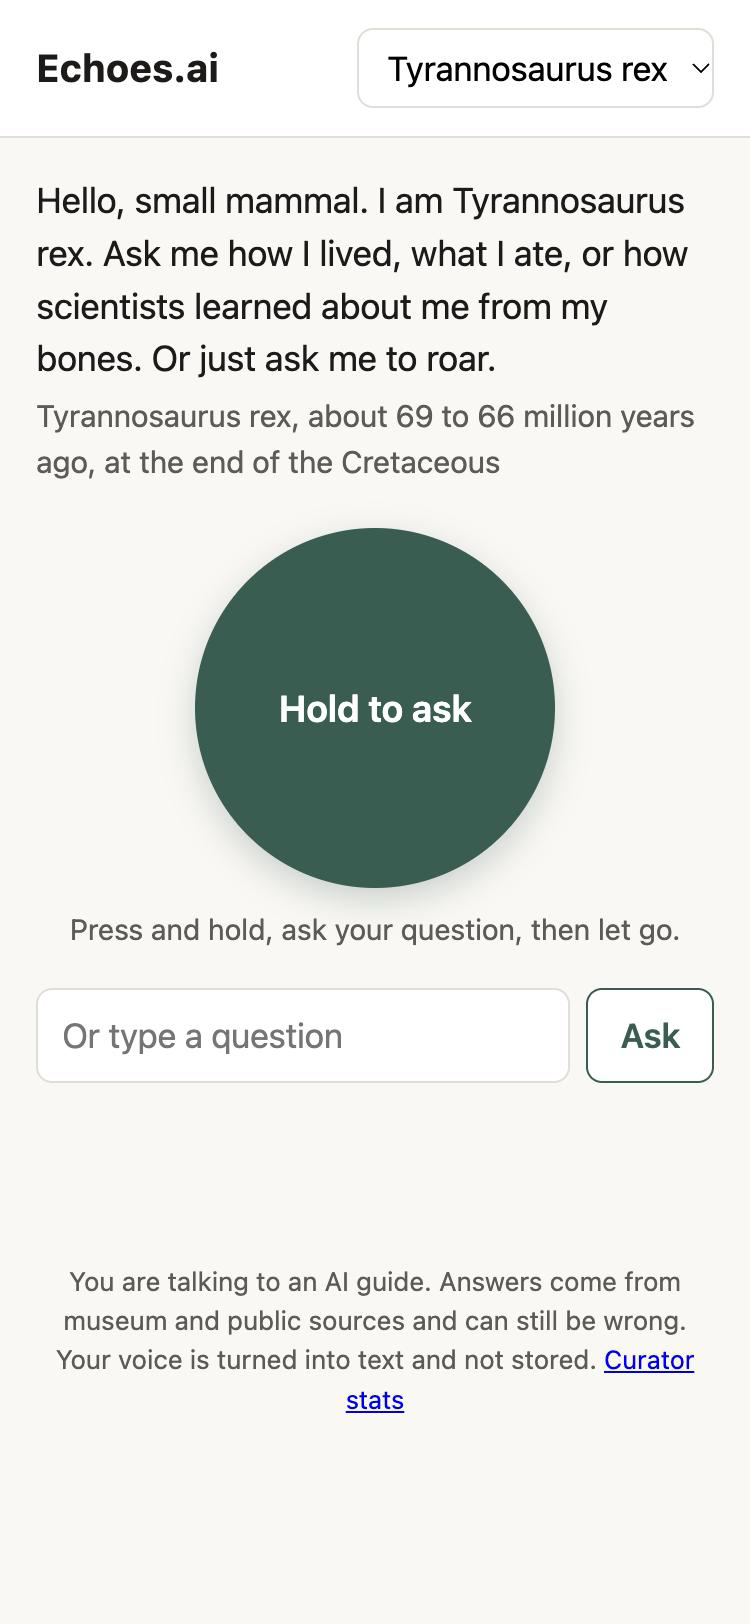 Echoes.ai
Tyrannosaurus rex
Hello, small mammal. I am Tyrannosaurus
rex. Ask me how I lived, what I ate, or how
scientists learned about me from my
bones. Or just ask me to roar.
Tyrannosaurus rex, about 69 to 66 million years
ago, at the end of the Cretaceous
Hold to ask
Press and hold, ask your question, then let go.
Or type a question
Ask
You are talking to an AI guide. Answers come from
museum and public sources and can still be wrong.
Your voice is turned into text and not stored. Curator
stats